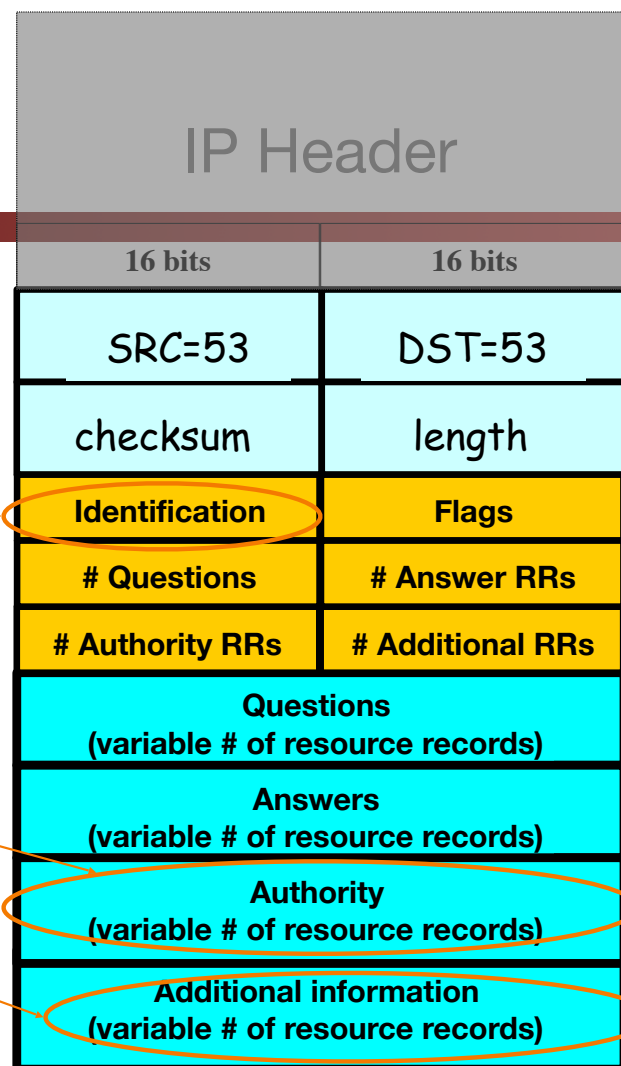 IP Header
16 bits 16 bits
SRC=53 DST=53
checksum length
Identification Flags
# Questions # Answer RRs
# Authority RRs # Additional RRs
Questions
(variable # of resource records)
Answers
(variable # of resource records)
Authority
(variable # of resource records)
Additional information
(variable # of resource records)